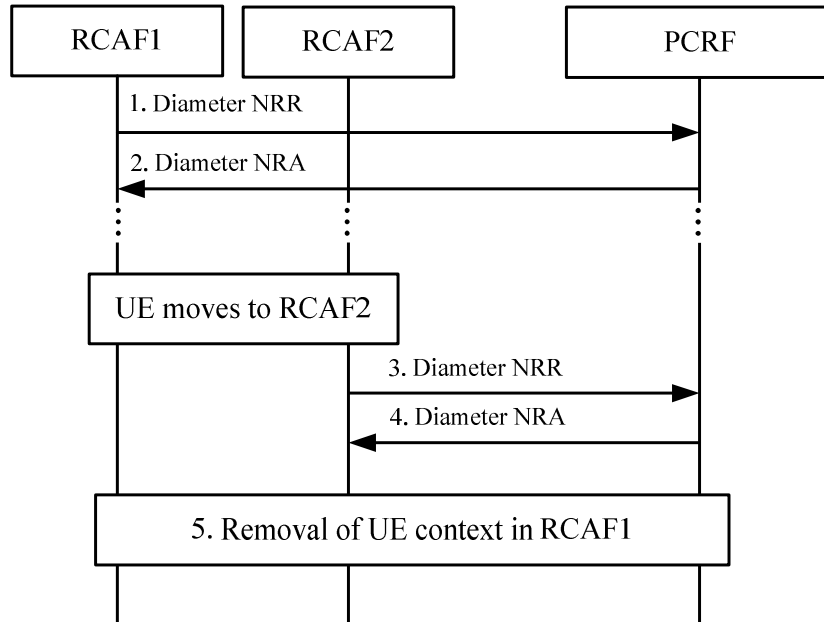 RCAF1
RCAF2
PCRF
1. Diameter NRR
2. Diameter NRA
UE moves to RCAF2
3. Diameter NRR
4. Diameter NRA
5. Removal of UE context in RCAF1